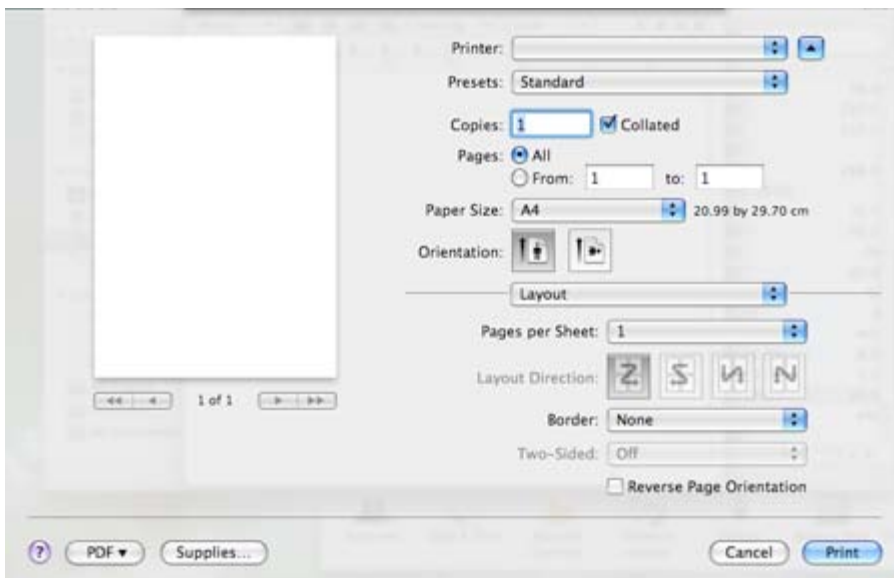 Printer:
Presets: Standard
Copies: 1 Collated
Pages: All
From: 1 to: 1
Paper Size: A4 20.99 by 29.70 cm
Orientation:
Layout
Pages per Sheet: 1
Layout Direction:
1 of 1
Border: None
Two-Sided: Off
Reverse Page Orientation
? PDF Supplies... Cancel Print